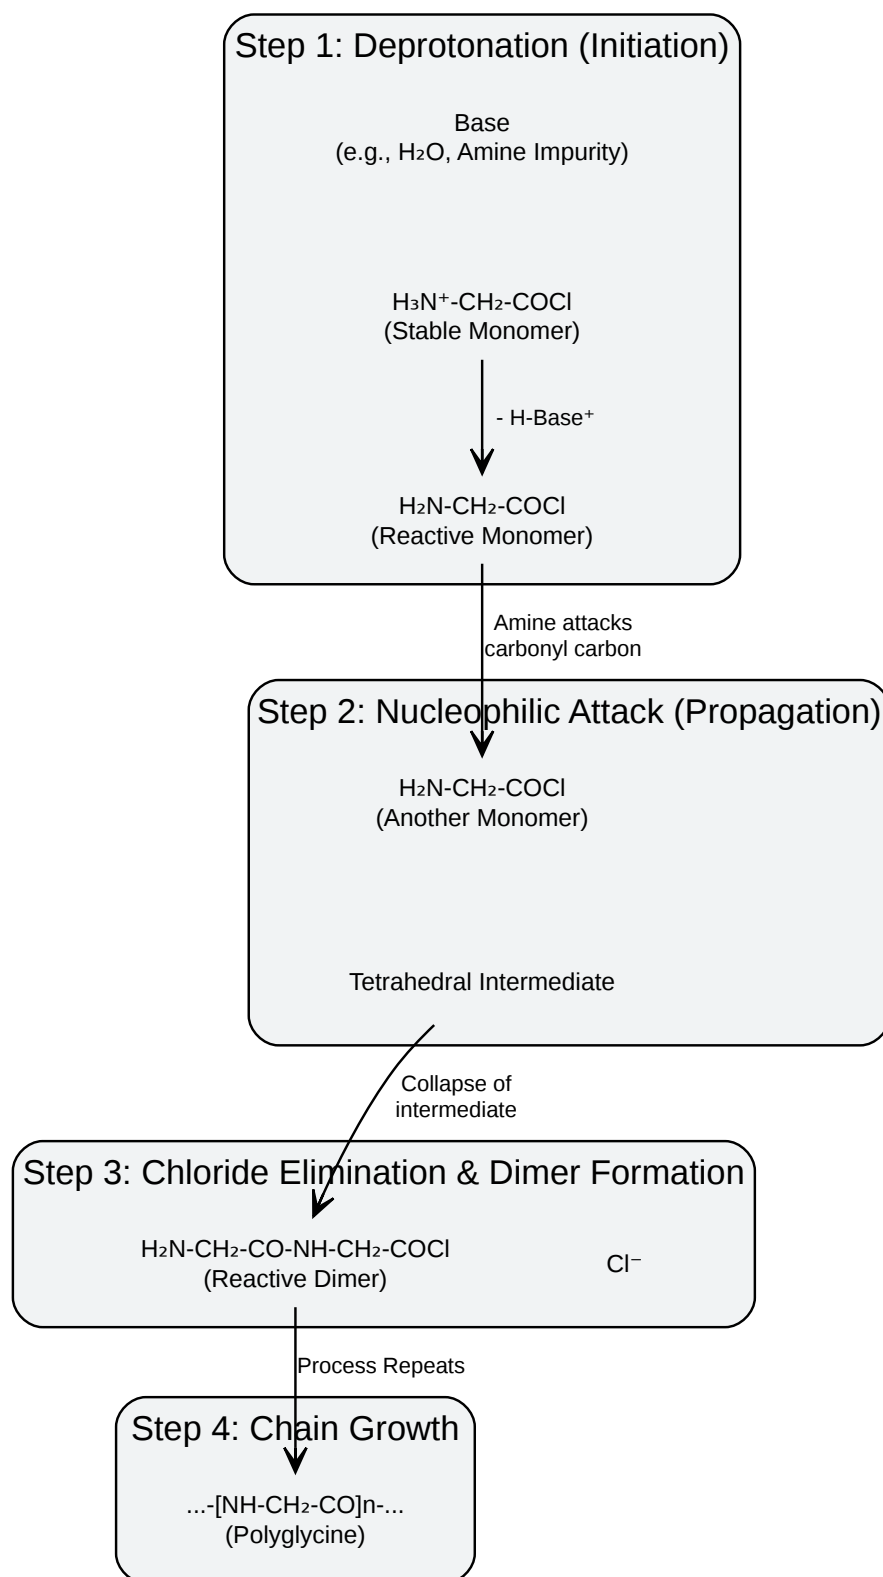 Step 1: Deprotonation (Initiation)
Base
(e.g., H₂O, Amine Impurity)
H₃N⁺-CH₂-COCl
(Stable Monomer)
- H-Base⁺
H₂N-CH₂-COCl
(Reactive Monomer)
Amine attacks
carbonyl carbon
Step 2: Nucleophilic Attack (Propagation)
H₂N-CH₂-COCl
(Another Monomer)
Tetrahedral Intermediate
Collapse of
intermediate
Step 3: Chloride Elimination & Dimer Formation
H₂N-CH₂-CO-NH-CH₂-COCl
(Reactive Dimer)
Cl⁻
Process Repeats
Step 4: Chain Growth
...-[NH-CH₂-CO]n-...
(Polyglycine)